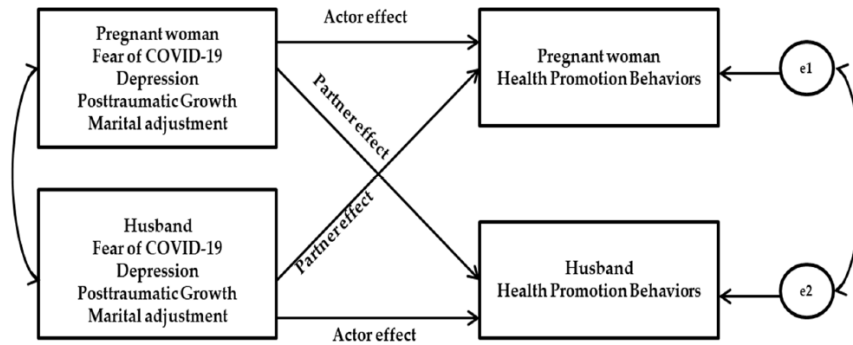 Actor effect
Pregnant woman
Fear of COVID-19
Depression
Posttraumatic Growth
Marital adjustment
Pregnant woman
Health Promotion Behaviors
e1
Partner effect
Partner effect
Husband
Fear of COVID-19
Depression
Posttraumatic Growth
Marital adjustment
Husband
Health Promotion Behaviors
e2
Actor effect